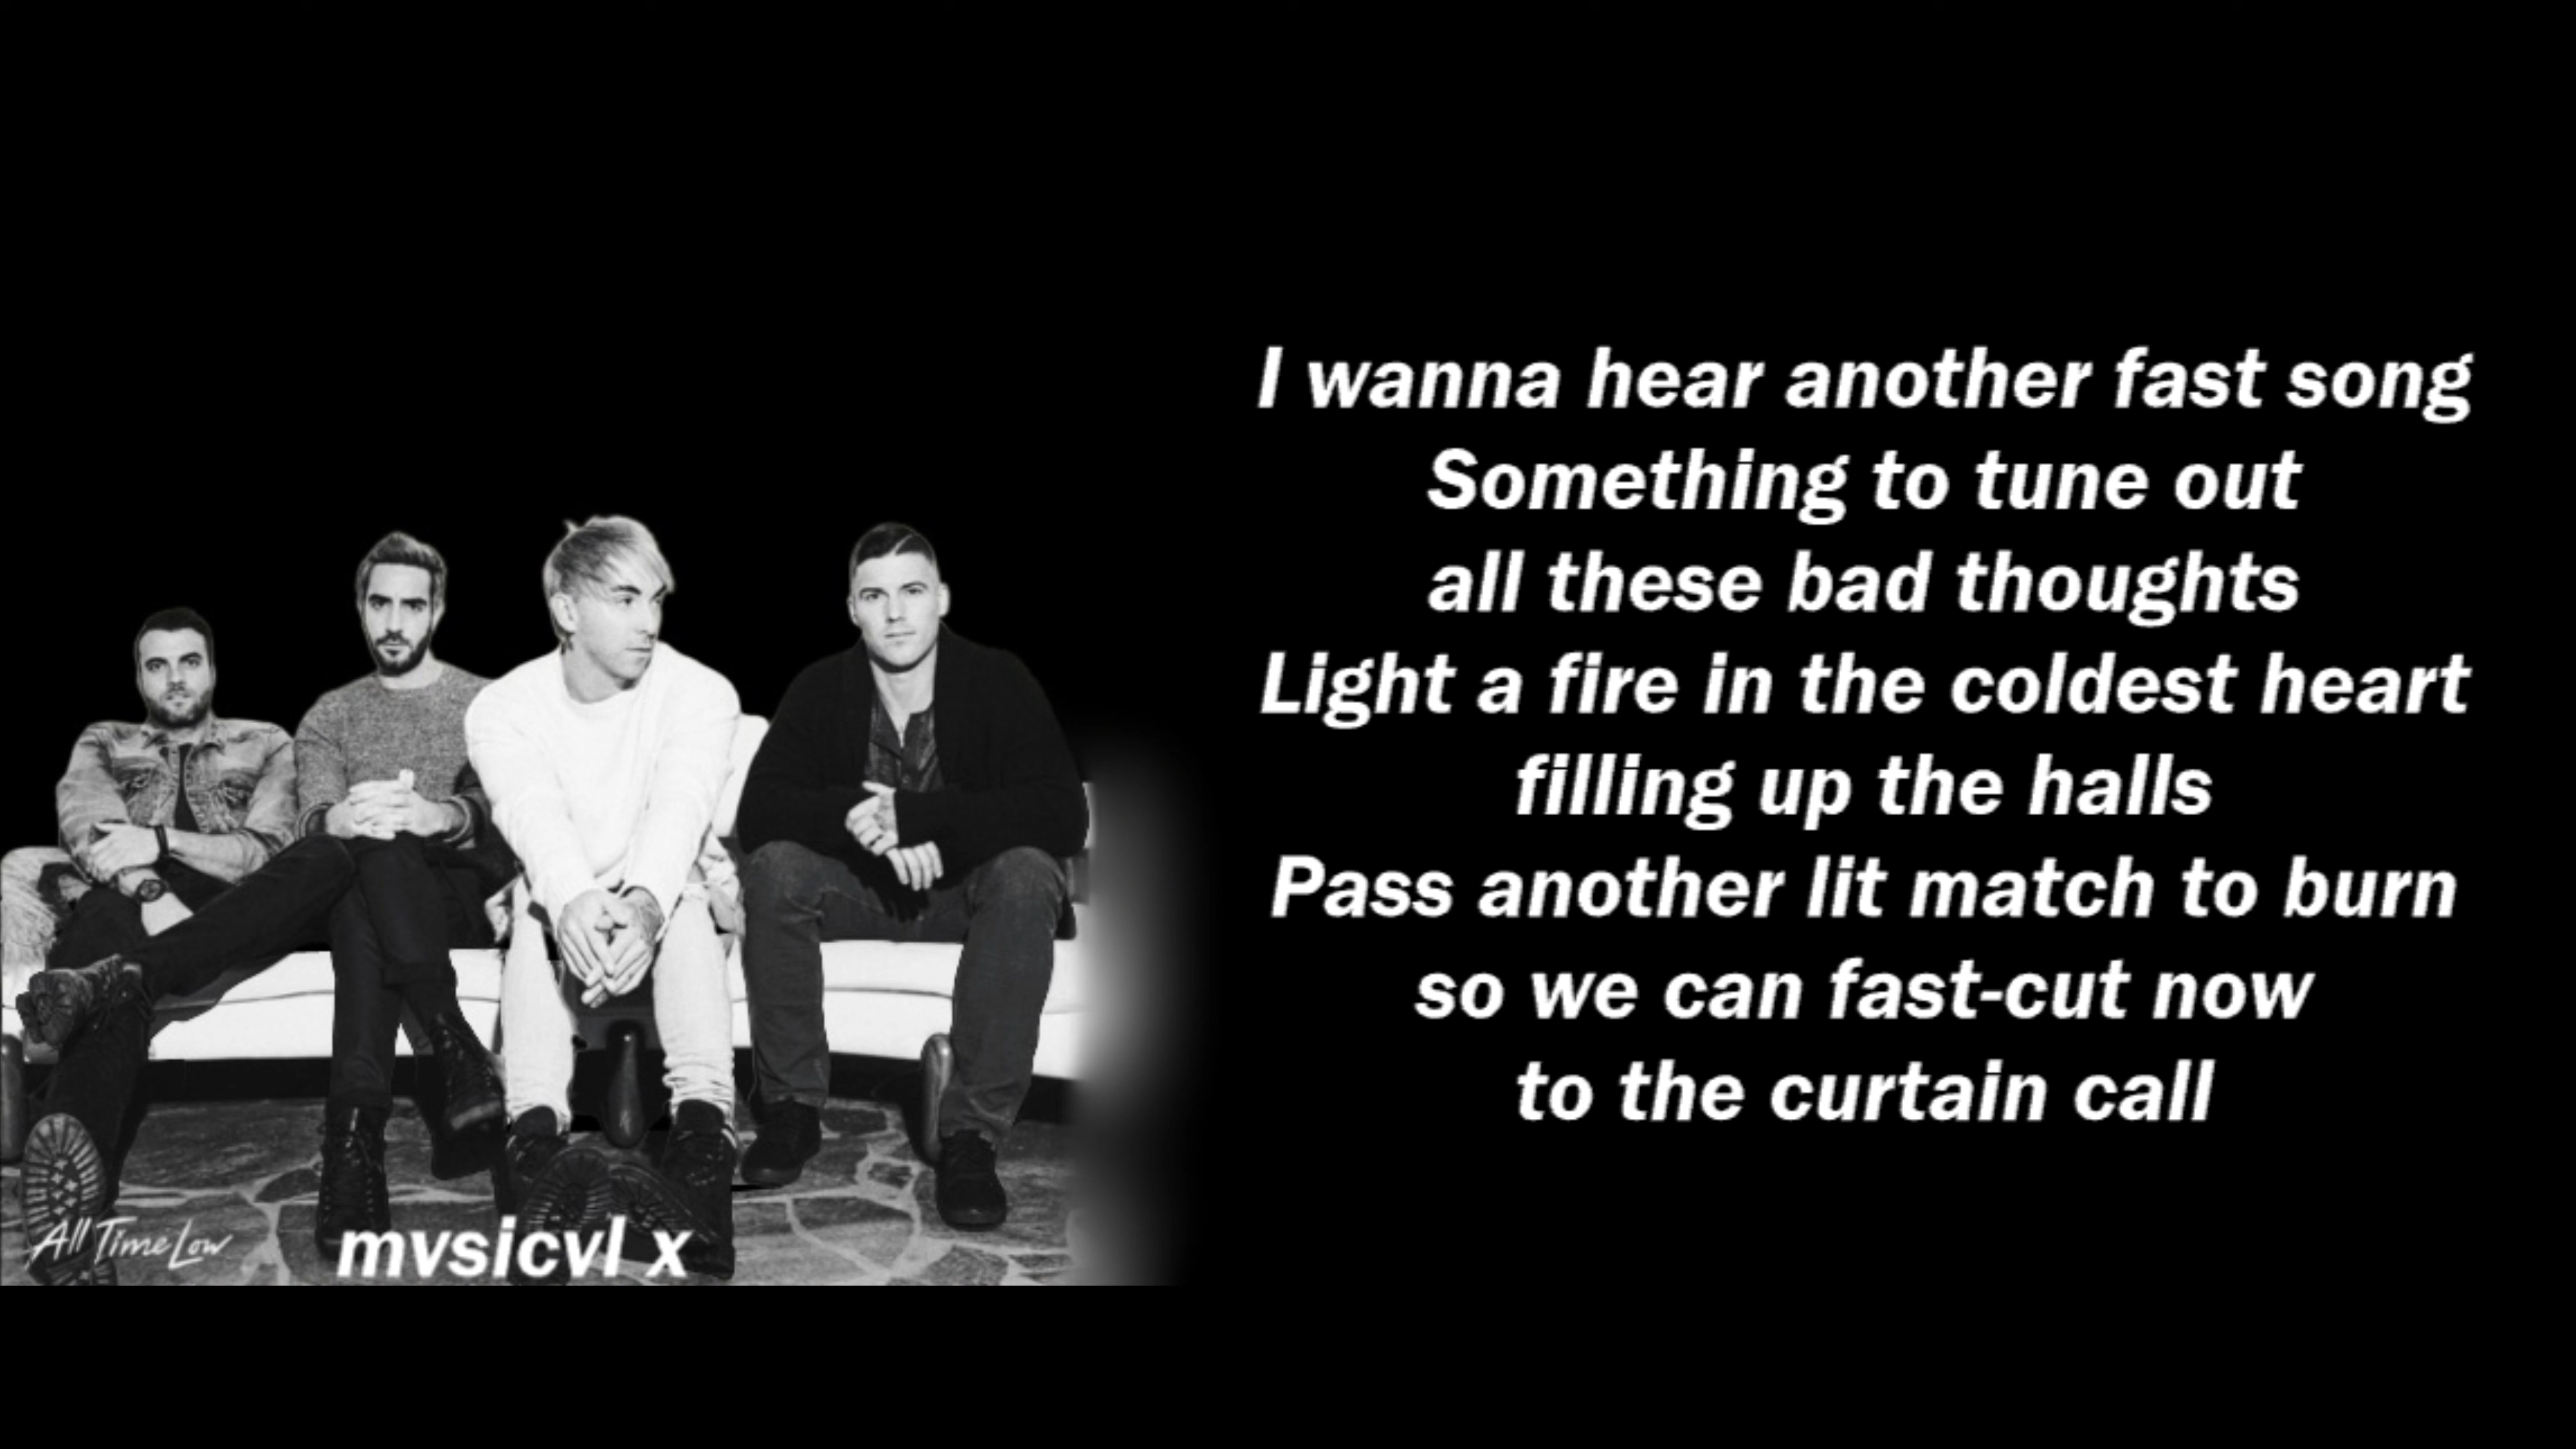 I wanna hear another fast song
Something to tune out
all these bad thoughts
Light a fire in the coldest heart
filling up the halls
Pass another lit match to burn
so we can fast-cut now
to the curtain call
All Time Low
mvsicvl x